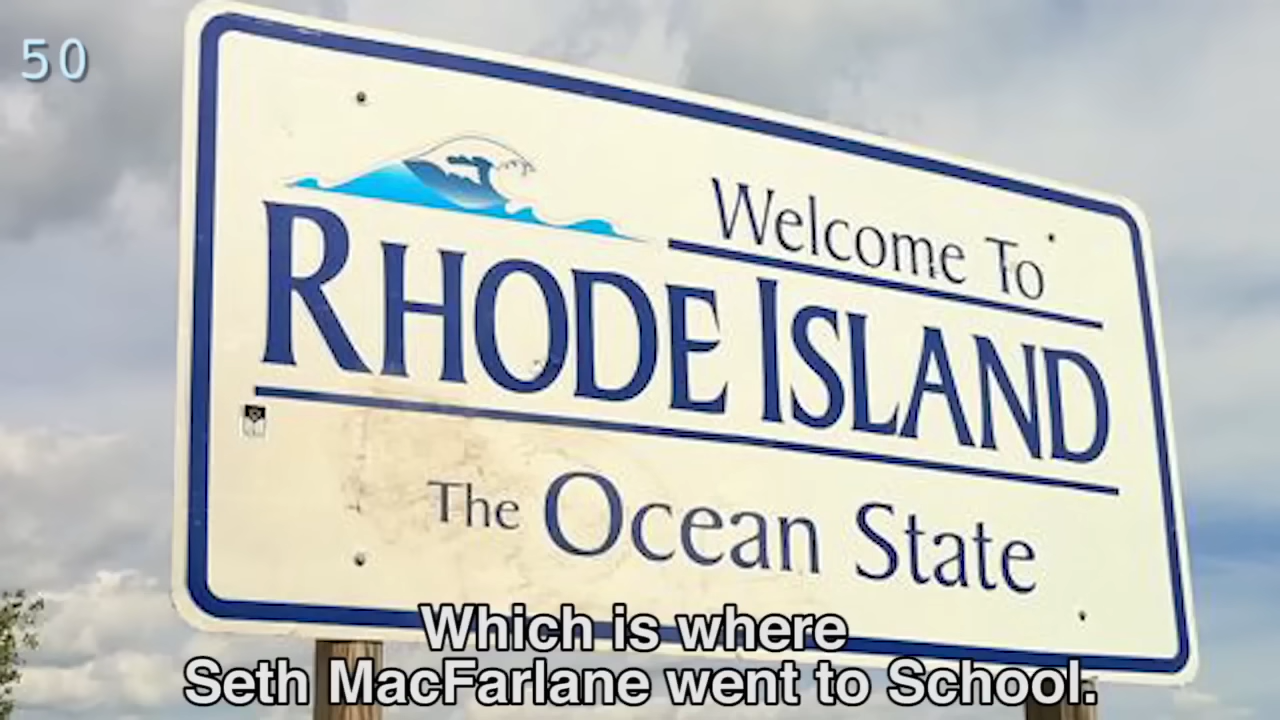 50
Welcome To
RHODE ISLAND
The Ocean State
Which is where
Seth MacFarlane went to School.